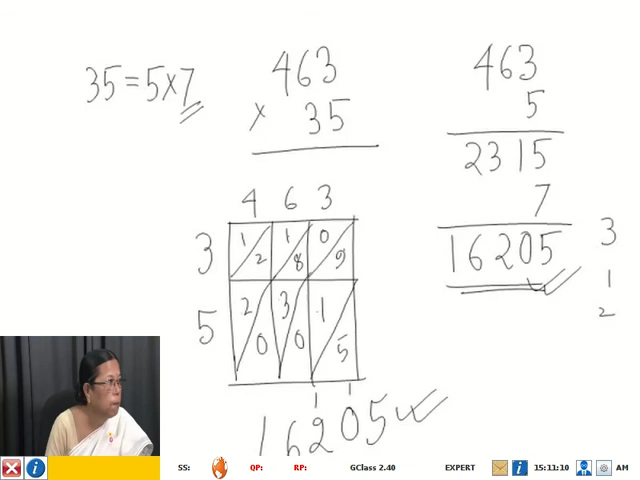 35 = 5 × 7
463
× 35
4 6 3
3 1 2 1 8 0 9
5 2 0 3 0 1 5
1 1
16205
463
5
2315
7
16205
3
1
2
SS: QP: RP: GClass 2.40 EXPERT 15:11:10 AM